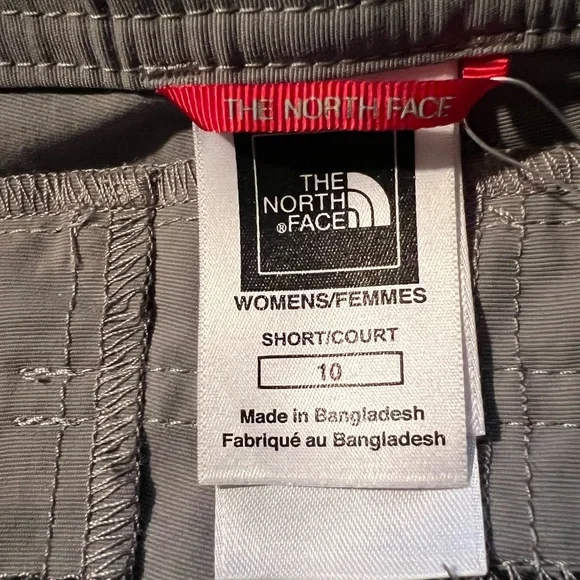 THE NORTH FACE
THE
NORTH
®FACE
WOMENS/FEMMES
SHORT/COURT
10
Made in Bangladesh
Fabriqué au Bangladesh